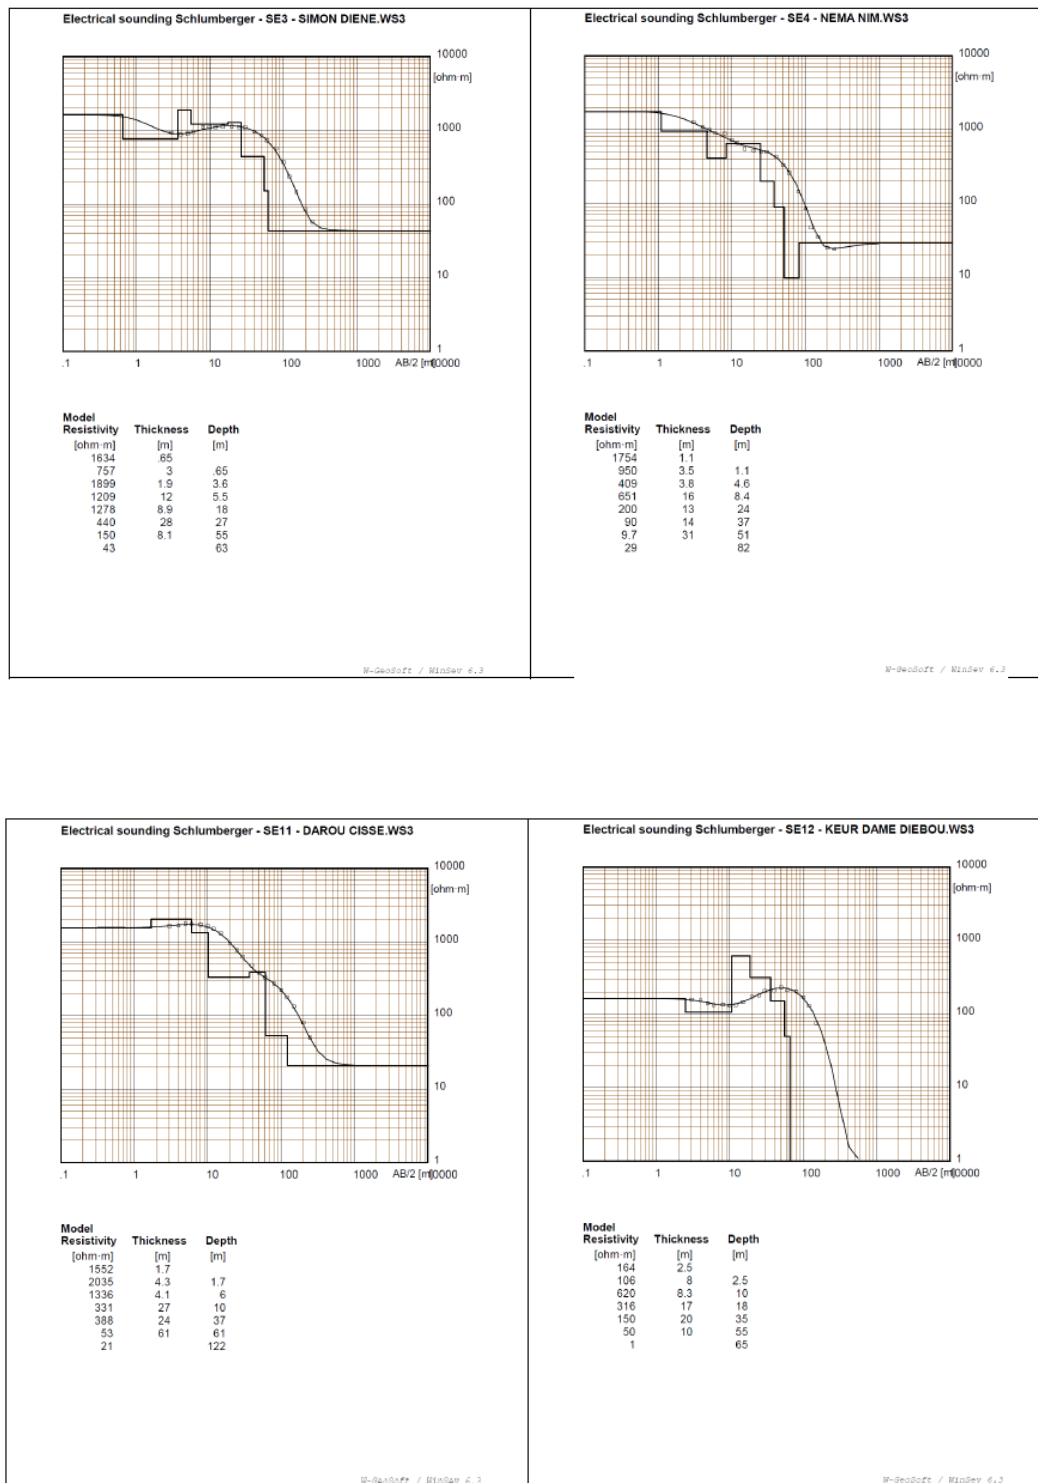 Electrical sounding Schlumberger - SE3 - SIMON DIENE.WS3
10000
[ohm·m]
1000
100
10
1
.1 1 10 100 1000 AB/2 [m] 10000
Model
Resistivity Thickness Depth
[ohm·m] [m] [m]
1634 .65
757 3 .65
1899 1.9 3.6
1209 12 5.5
1278 8.9 18
440 28 27
150 8.1 55
43 63
W-GeoSoft / WinSev 6.3
Electrical sounding Schlumberger - SE4 - NEMA NIM.WS3
10000
[ohm·m]
1000
100
10
1
.1 1 10 100 1000 AB/2 [m] 10000
Model
Resistivity Thickness Depth
[ohm·m] [m] [m]
1754 1.1
950 3.5 1.1
409 3.8 4.6
651 16 8.4
200 13 24
90 14 37
9.7 31 51
29 82
W-GeoSoft / WinSev 6.3
Electrical sounding Schlumberger - SE11 - DAROU CISSE.WS3
10000
[ohm·m]
1000
100
10
1
.1 1 10 100 1000 AB/2 [m] 10000
Model
Resistivity Thickness Depth
[ohm·m] [m] [m]
1552 1.7
2035 4.3 1.7
1336 4.1 6
331 27 10
388 24 37
53 61 61
21 122
W-GeoSoft / WinSev 6.3
Electrical sounding Schlumberger - SE12 - KEUR DAME DIEBOU.WS3
10000
[ohm·m]
1000
100
10
1
.1 1 10 100 1000 AB/2 [m] 10000
Model
Resistivity Thickness Depth
[ohm·m] [m] [m]
164 2.5
106 8 2.5
620 8.3 10
316 17 18
150 20 35
50 10 55
1 65
W-GeoSoft / WinSev 6.3